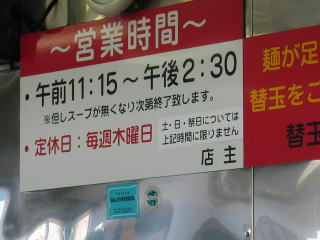 ～営業時間～
・午前11:15～午後2:30
※但しスープが無くなり次第終了致します。
・定休日：毎週木曜日
土・日・祭日については
上記時間に限りません
店主
麺が足
替玉をご
替玉